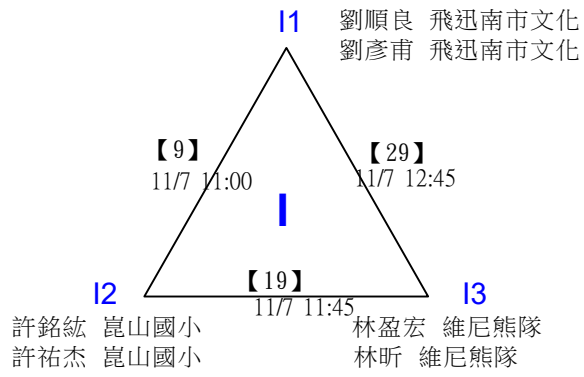 I1
劉順良 飛迅南市文化
劉彥甫 飛迅南市文化
【9】
11/7 11:00
【29】
11/7 12:45
I
【19】
11/7 11:45
I2
許銘紘 崑山國小
許祐杰 崑山國小
I3
林盈宏 維尼熊隊
林昕 維尼熊隊